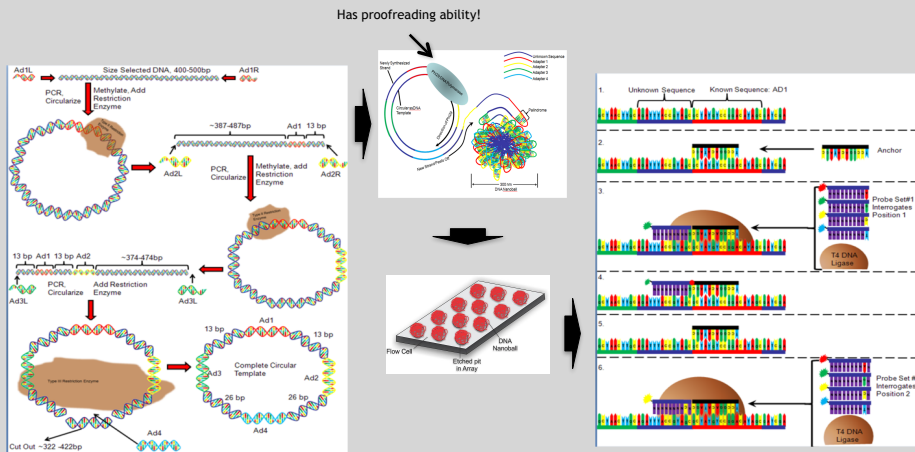 Has proofreading ability!
Ad1L
Size Selected DNA, 400-500bp
Ad1R
PCR,
Circularize
Methylate, Add
Restriction
Enzyme
~387-487bp
Ad1
13 bp
Ad2L
PCR,
Circularize
Methylate, add
Restriction
Enzyme
Ad2R
Type II Restriction
Enzyme
13 bp
Ad1
13 bp
Ad2
~374-474bp
Ad3L
PCR,
Circularize
Add Restriction
Enzyme
Ad3L
Type III Restriction Enzyme
Cut Out ~322 -422bp
Ad4
Ad1
13 bp
13 bp
Ad3
Complete Circular
Template
Ad2
26 bp
26 bp
Ad4
Newly Synthesized
Strand
Circular ssDNA
Template
Unknown Sequence
Adapter 1
Adapter 2
Adapter 3
Adapter 4
Palindrome
DNA Nanoball
Flow Cell
Etched pit
in Array
DNA
Nanoball
1.
Unknown Sequence
Known Sequence: AD1
2.
Anchor
3.
Probe Set#1
Interrogates
Position 1
T4 DNA
Ligase
4.
5.
6.
Probe Set #
Interrogates
Position 2
T4 DNA
Ligase